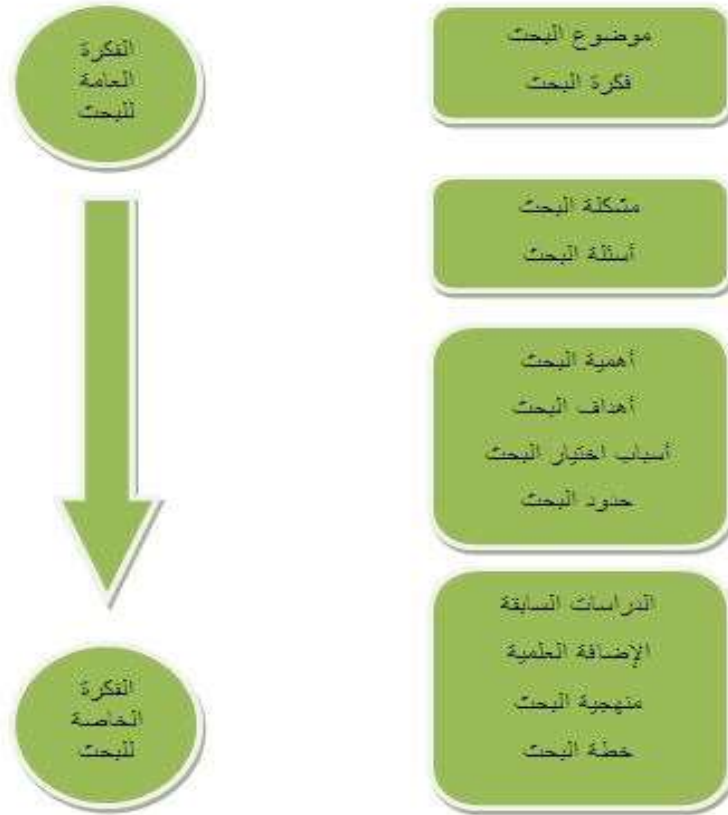 موضوع البحث
فكرة البحث
الفكرة
العامة
للبحث
مشكلة البحث
أسئلة البحث
أهمية البحث
أهداف البحث
أسباب اختيار البحث
حدود البحث
الدراسات السابقة
الإضافة العلمية
منهجية البحث
خطة البحث
الفكرة
الخاصة
للبحث